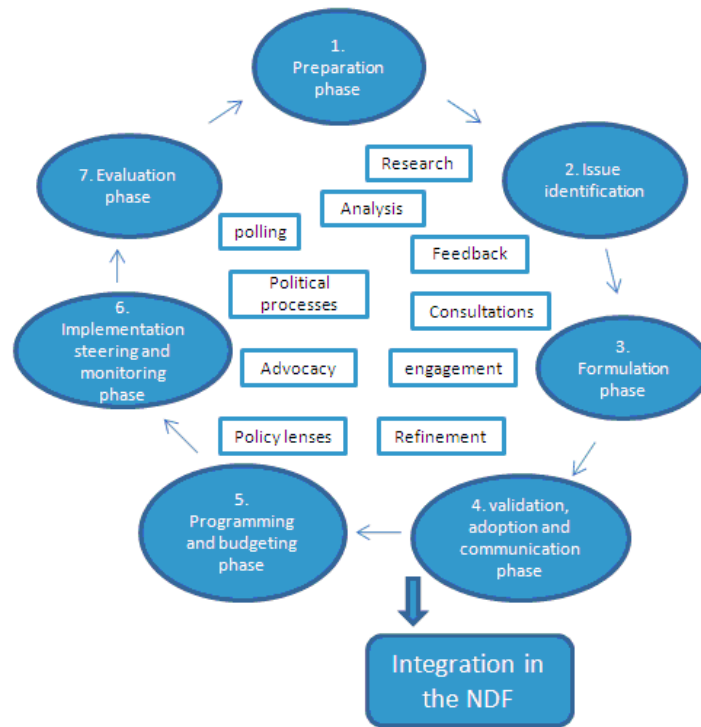 1.
Preparation
phase
2. Issue
identification
3.
Formulation
phase
4. validation,
adoption and
communication
phase
5.
Programming
and budgeting
phase
6.
Implementation
steering and
monitoring
phase
7. Evaluation
phase
Research
Analysis
polling
Feedback
Political
processes
Consultations
Advocacy
engagement
Policy lenses
Refinement
Integration in
the NDF